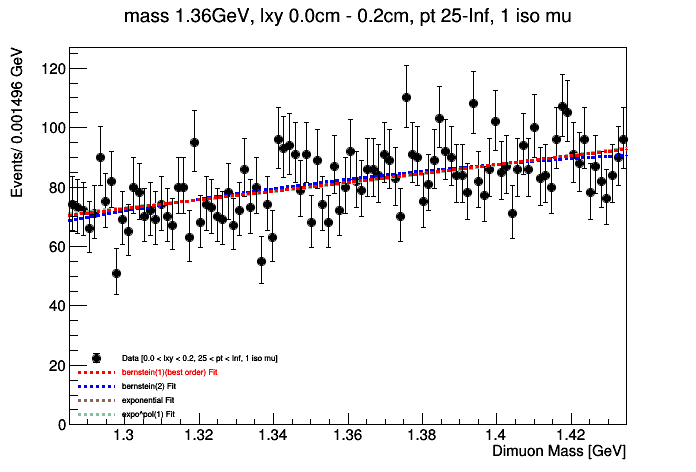 mass 1.36GeV, lxy 0.0cm - 0.2cm, pt 25-Inf, 1 iso mu
Events/ 0.001496 GeV
120
100
80
60
40
20
0
Data [0.0 < lxy < 0.2, 25 < pt < Inf, 1 iso mu]
bernstein(1)(best order) Fit
bernstein(2) Fit
exponential Fit
expo*pol(1) Fit
1.3 1.32 1.34 1.36 1.38 1.4 1.42
Dimuon Mass [GeV]